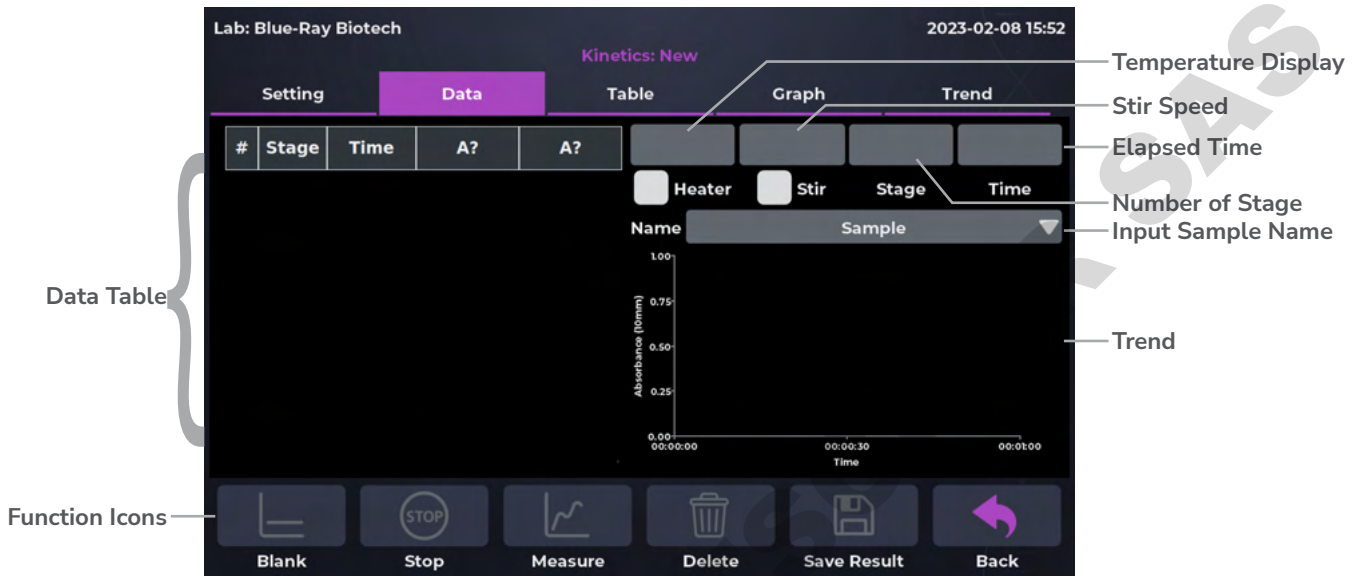 Lab: Blue-Ray Biotech
2023-02-08 15:52
Kinetics: New
Setting Data Table Graph Trend
# Stage Time A? A?
Heater Stir Stage Time
Name Sample
1.00
0.75
0.50
0.25
0.00
Absorbance (10mm)
00:00:00 00:00:30 00:01:00
Time
STOP
Blank Stop Measure Delete Save Result Back
Temperature Display
Stir Speed
Elapsed Time
Number of Stage
Input Sample Name
Trend
Data Table
Function Icons
SAS